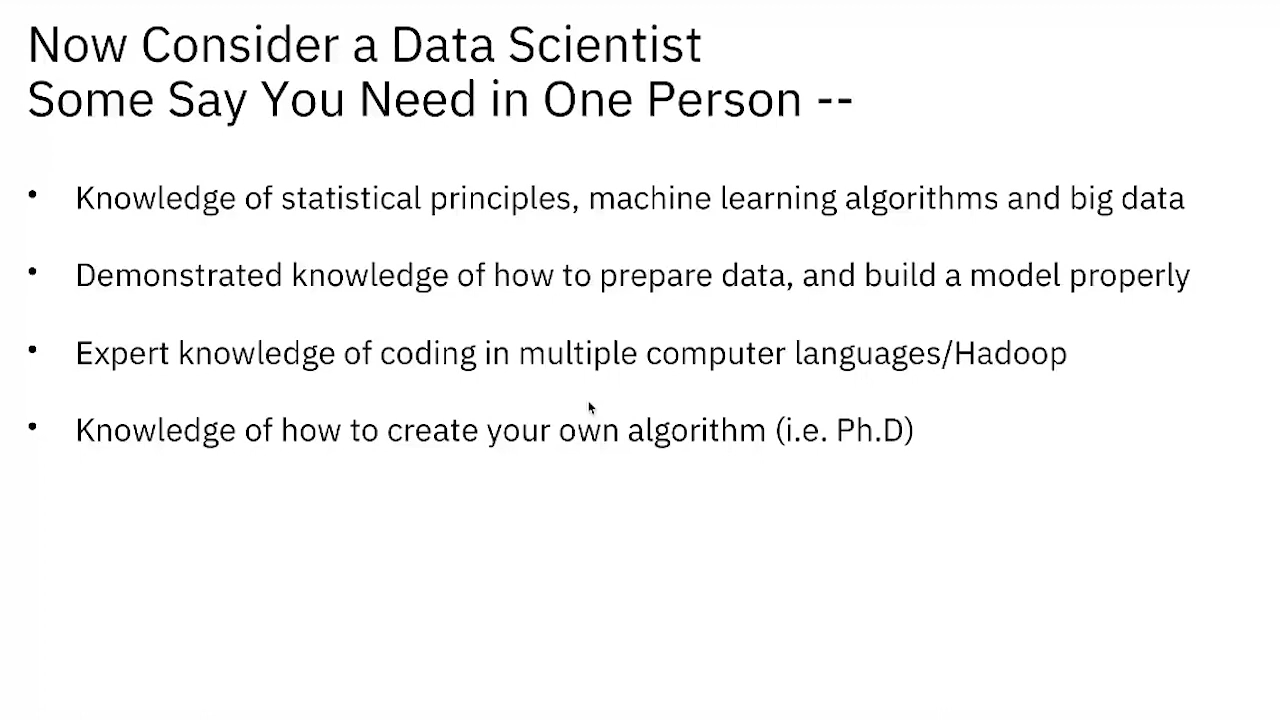 Now Consider a Data Scientist
Some Say You Need in One Person --
• Knowledge of statistical principles, machine learning algorithms and big data
• Demonstrated knowledge of how to prepare data, and build a model properly
• Expert knowledge of coding in multiple computer languages/Hadoop
• Knowledge of how to create your own algorithm (i.e. Ph.D)